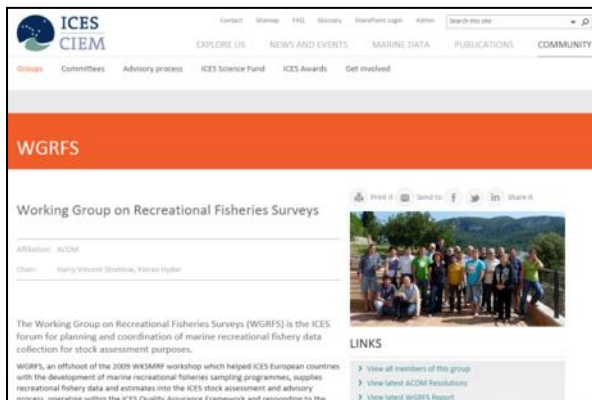 ICES
CIEM
Contact Sitemap FAQ Glossary SharePoint Login Admin Search this site
EXPLORE US NEWS AND EVENTS MARINE DATA PUBLICATIONS COMMUNITY
Groups Committees Advisory process ICES Science Fund ICES Awards Get involved
WGRFS
Print it Send to Share it
Working Group on Recreational Fisheries Surveys
Affiliation: ACOM
Chair: Harry Vincent Strehlow, Kieran Hyder
The Working Group on Recreational Fisheries Surveys (WGRFS) is the ICES
forum for planning and coordination of marine recreational fishery data
collection for stock assessment purposes.
WGRFS, an offshoot of the 2009 WKSMRF workshop which helped ICES European countries
with the development of marine recreational fisheries sampling programmes, supplies
recreational fishery data and estimates into the ICES stock assessment and advisory
process, operating within the ICES Quality Assurance Framework and responding to the
LINKS
View all members of this group
View latest ACOM Resolutions
View latest WGRFS Report